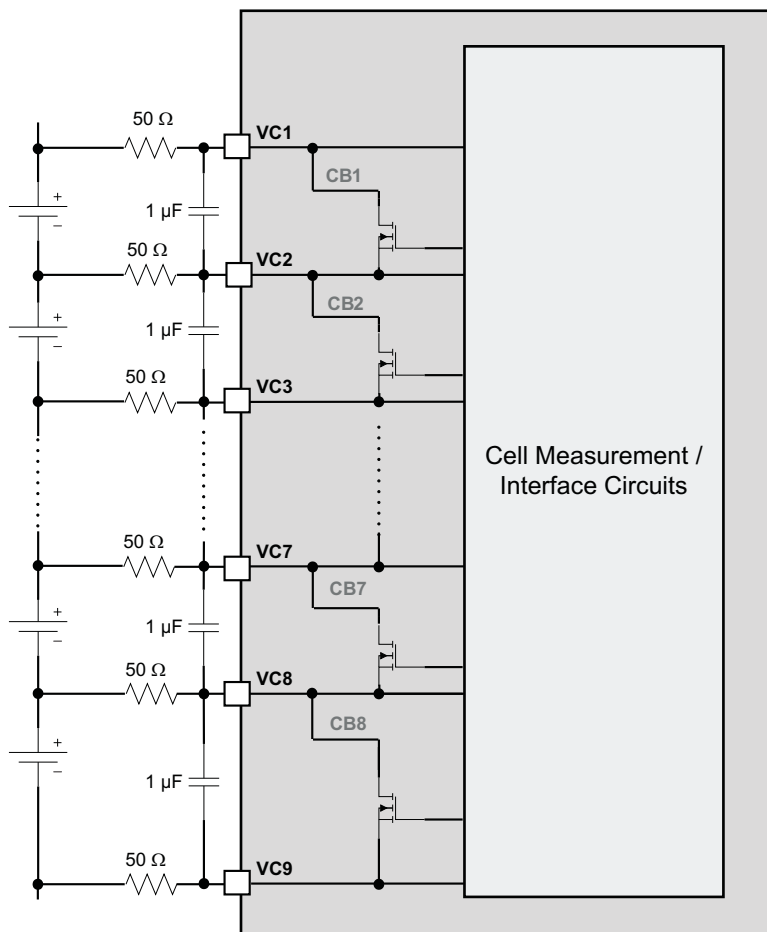 50 Ω
VC1
CB1
1 µF
+
−
50 Ω
VC2
CB2
1 µF
+
−
50 Ω
VC3
Cell Measurement /
Interface Circuits
50 Ω
VC7
CB7
1 µF
+
−
50 Ω
VC8
CB8
+
−
1 µF
50 Ω
VC9